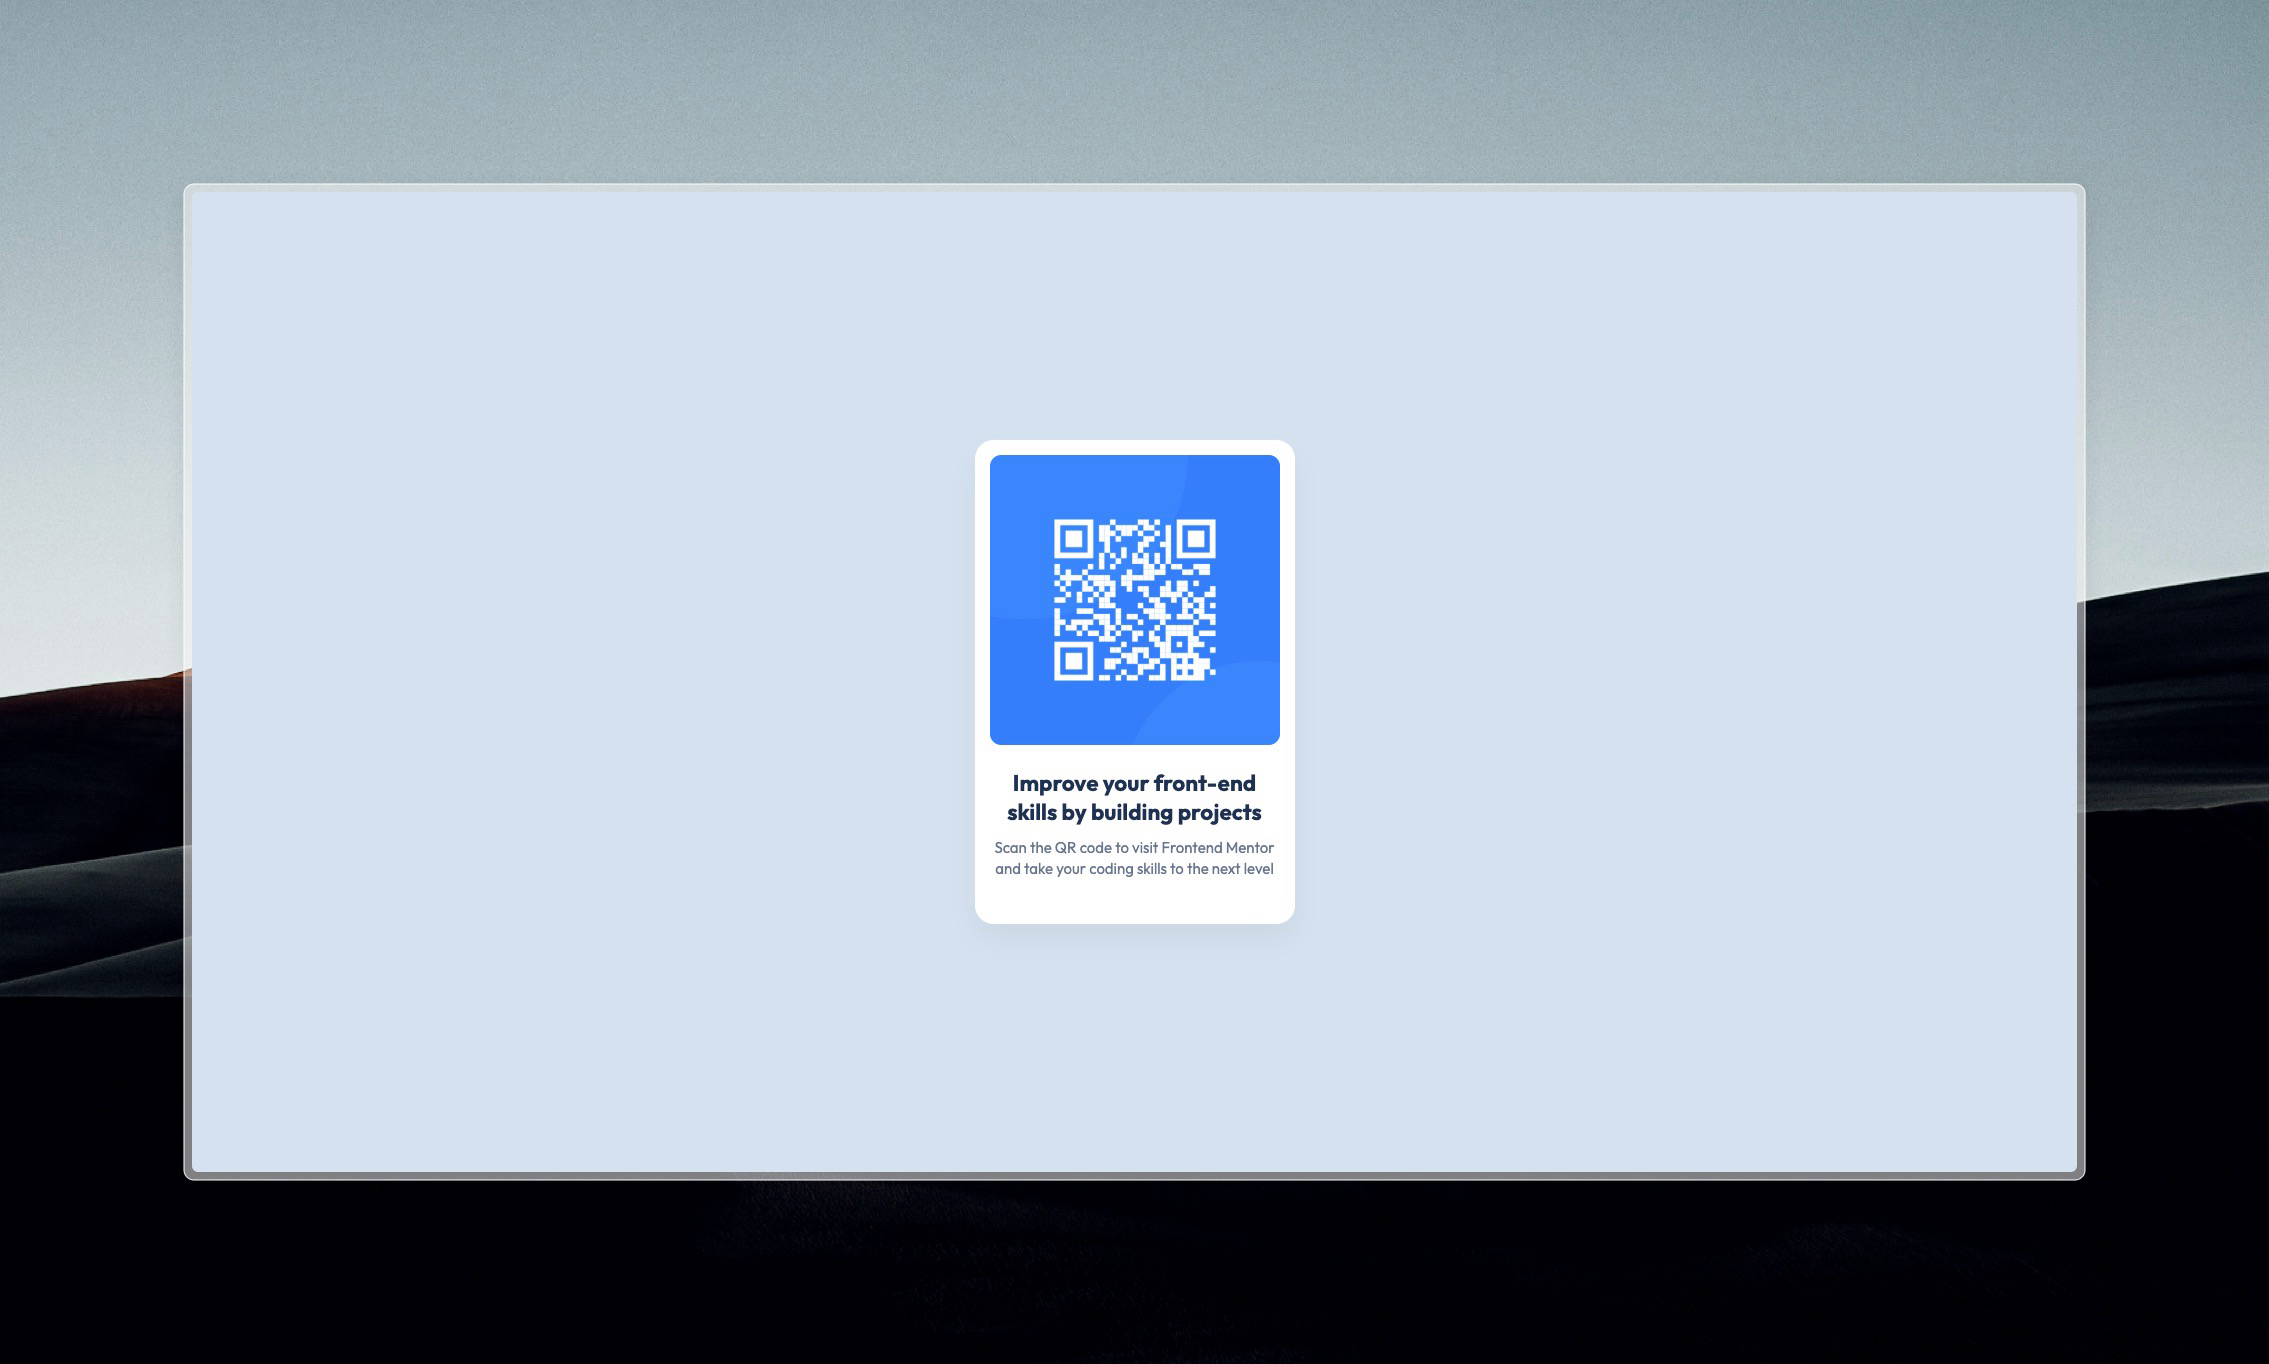 Improve your front-end
skills by building projects
Scan the QR code to visit Frontend Mentor
and take your coding skills to the next level